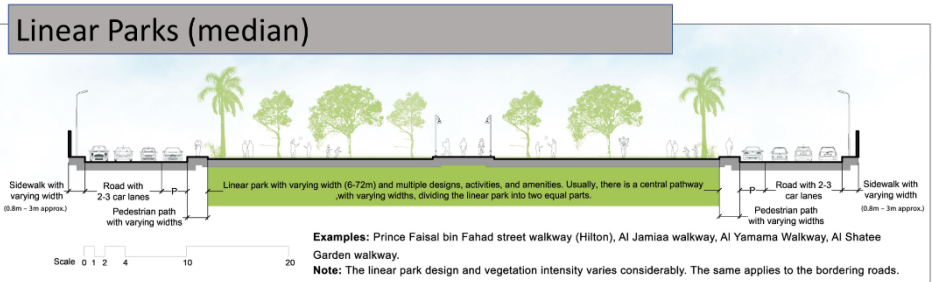 Linear Parks (median)
Linear park with varying width (6-72m) and multiple designs, activities, and amenities. Usually, there is a central pathway
,with varying widths, dividing the linear park into two equal parts.
Sidewalk with
varying width
(0.8m – 3m approx.)
Road with
2-3 car lanes
P
Pedestrian path
with varying widths
P
Road with 2-3
car lanes
Sidewalk with
varying width
(0.8m – 3m approx.)
Pedestrian path
with varying widths
Examples: Prince Faisal bin Fahad street walkway (Hilton), Al Jamiaa walkway, Al Yamama Walkway, Al Shatee
Garden walkway.
Note: The linear park design and vegetation intensity varies considerably. The same applies to the bordering roads.
Scale 0 1 2 4 10 20